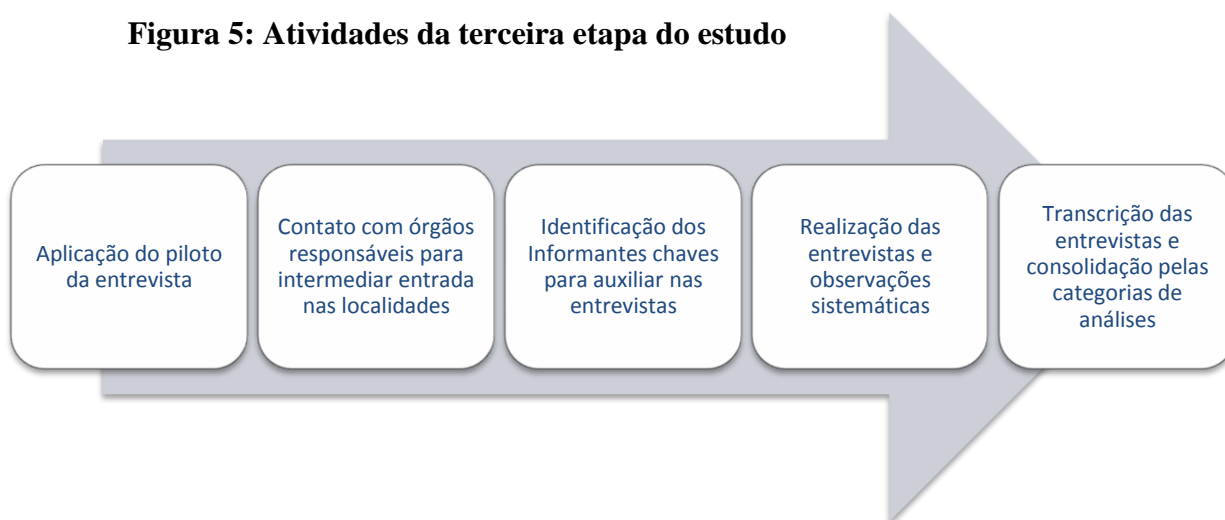 Figura 5: Atividades da terceira etapa do estudo
Aplicação do piloto
da entrevista
Contato com órgãos
responsáveis para
intermediar entrada
nas localidades
Identificação dos
Informantes chaves
para auxiliar nas
entrevistas
Realização das
entrevistas e
observações
sistemáticas
Transcrição das
entrevistas e
consolidação pelas
categorias de
análises